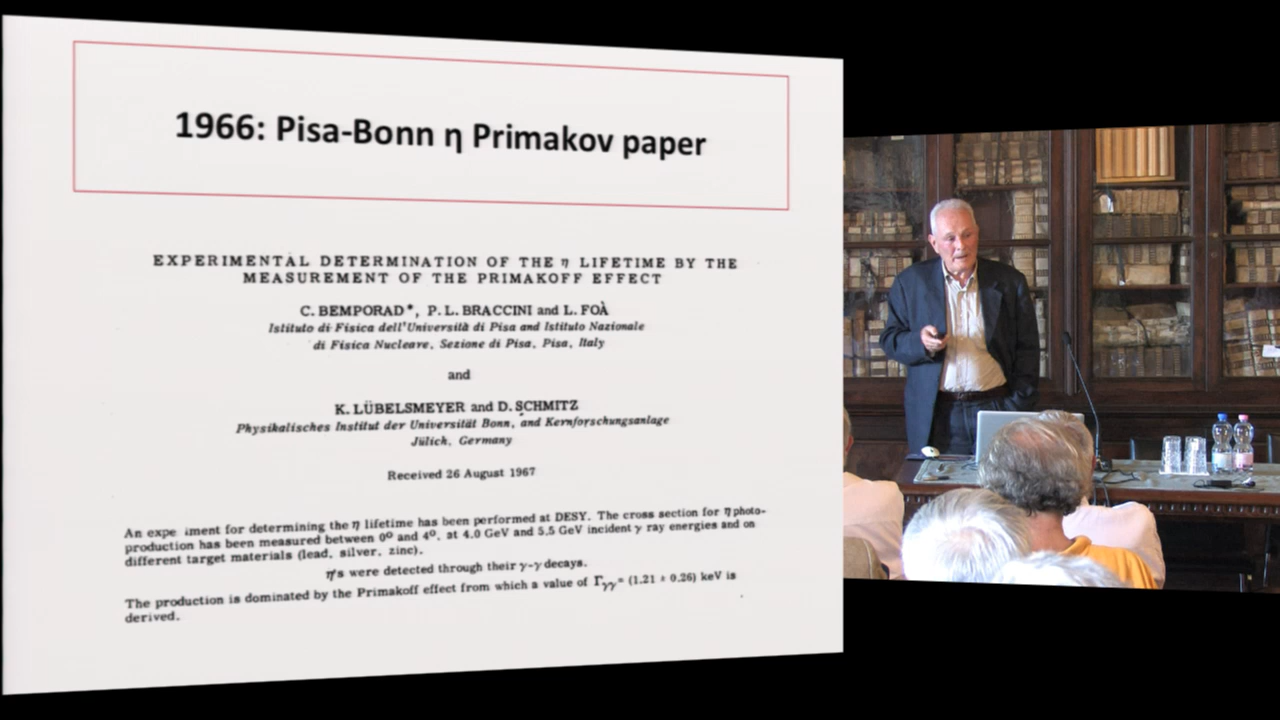 1966: Pisa-Bonn η Primakov paper
EXPERIMENTAL DETERMINATION OF THE η LIFETIME BY THE
MEASUREMENT OF THE PRIMAKOFF EFFECT
C. BEMPORAD*, P. L. BRACCINI and L. FOÀ
Istituto di Fisica dell'Università di Pisa and Istituto Nazionale
di Fisica Nucleare, Sezione di Pisa, Pisa, Italy
and
K. LÜBELSMEYER and D. SCHMITZ
Physikalisches Institut der Universität Bonn, and Kernforschungsanlage
Jülich, Germany
Received 26 August 1967
An expe iment for determining the η lifetime has been performed at DESY. The cross section for η photo-
production has been measured between 0⁰ and 4⁰, at 4.0 GeV and 5.5 GeV incident γ ray energies and on
different target materials (lead, silver, zinc).
η's were detected through their γ-γ decays.
The production is dominated by the Primakoff effect from which a value of Γγγ= (1.21 ± 0.26) keV is
derived.